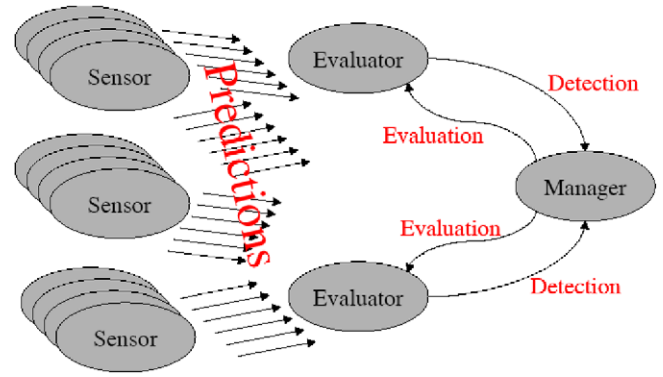 Sensor
Evaluator
Detection
Predictions
Evaluation
Sensor
Manager
Evaluation
Sensor
Evaluator
Detection